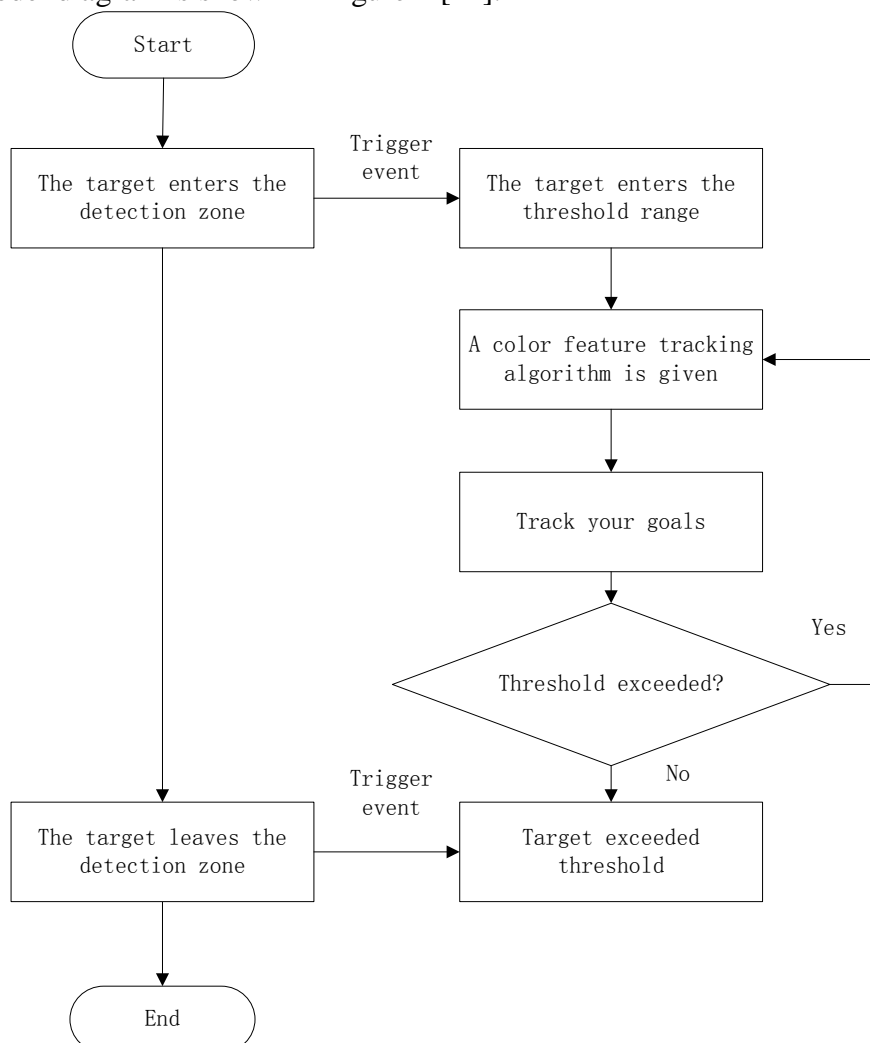 Start
The target enters the
detection zone
Trigger
event
The target enters the
threshold range
A color feature tracking
algorithm is given
Track your goals
Yes
Threshold exceeded?
No
Trigger
event
The target leaves the
detection zone
Target exceeded
threshold
End